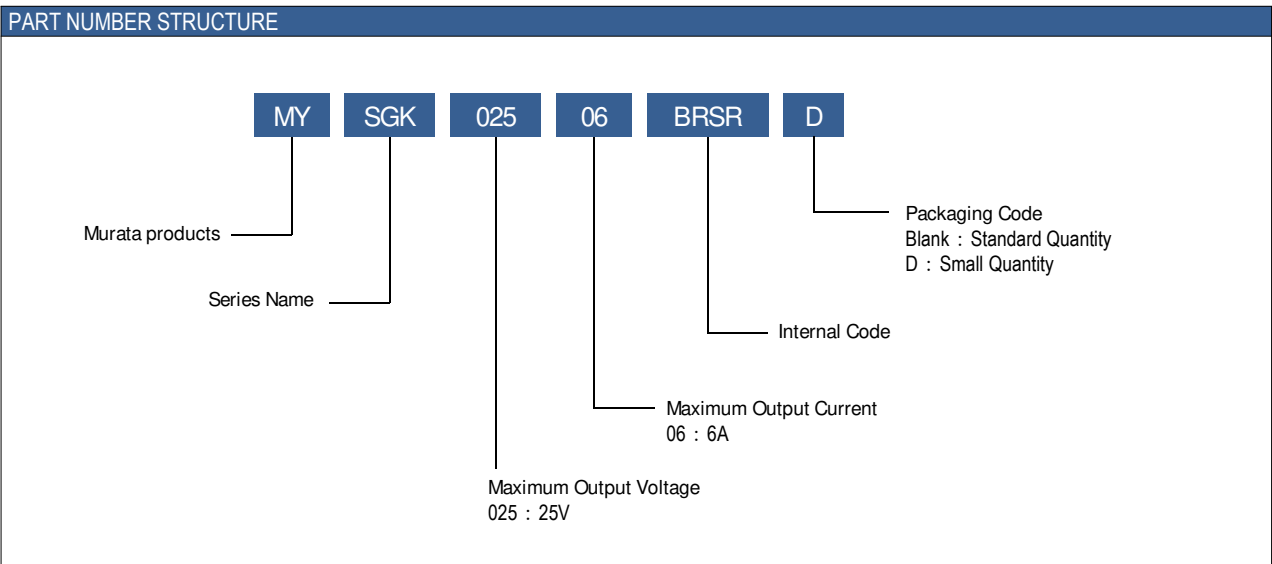 PART NUMBER STRUCTURE
MY SGK 025 06 BRSR D
Packaging Code
Blank : Standard Quantity
D : Small Quantity
Murata products
Series Name
Internal Code
Maximum Output Current
06 : 6A
Maximum Output Voltage
025 : 25V